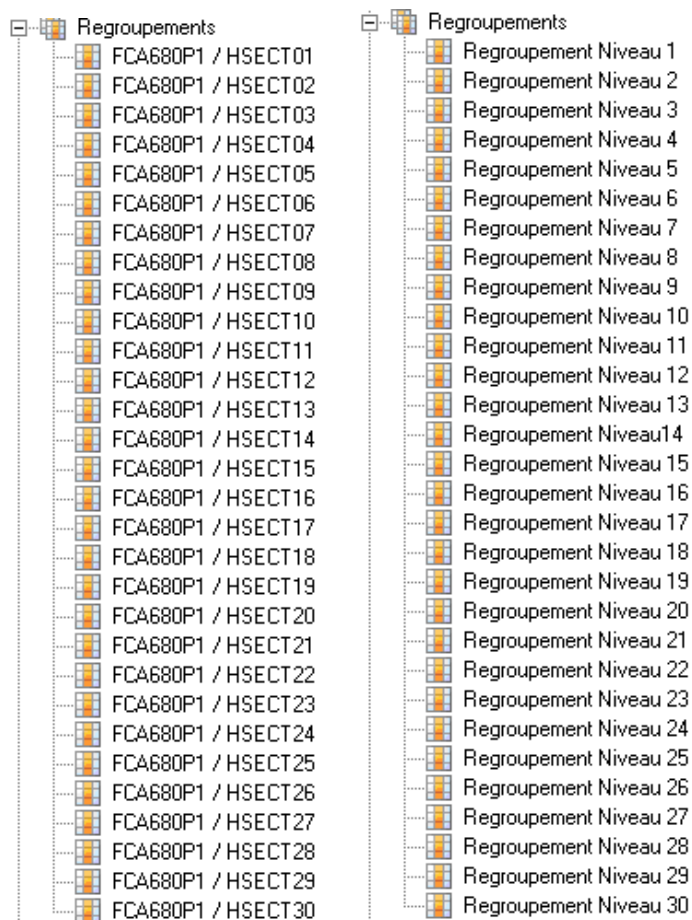 Regroupements
FCA680P1 / HSECT01
FCA680P1 / HSECT02
FCA680P1 / HSECT03
FCA680P1 / HSECT04
FCA680P1 / HSECT05
FCA680P1 / HSECT06
FCA680P1 / HSECT07
FCA680P1 / HSECT08
FCA680P1 / HSECT09
FCA680P1 / HSECT10
FCA680P1 / HSECT11
FCA680P1 / HSECT12
FCA680P1 / HSECT13
FCA680P1 / HSECT14
FCA680P1 / HSECT15
FCA680P1 / HSECT16
FCA680P1 / HSECT17
FCA680P1 / HSECT18
FCA680P1 / HSECT19
FCA680P1 / HSECT20
FCA680P1 / HSECT21
FCA680P1 / HSECT22
FCA680P1 / HSECT23
FCA680P1 / HSECT24
FCA680P1 / HSECT25
FCA680P1 / HSECT26
FCA680P1 / HSECT27
FCA680P1 / HSECT28
FCA680P1 / HSECT29
FCA680P1 / HSECT30
Regroupements
Regroupement Niveau 1
Regroupement Niveau 2
Regroupement Niveau 3
Regroupement Niveau 4
Regroupement Niveau 5
Regroupement Niveau 6
Regroupement Niveau 7
Regroupement Niveau 8
Regroupement Niveau 9
Regroupement Niveau 10
Regroupement Niveau 11
Regroupement Niveau 12
Regroupement Niveau 13
Regroupement Niveau14
Regroupement Niveau 15
Regroupement Niveau 16
Regroupement Niveau 17
Regroupement Niveau 18
Regroupement Niveau 19
Regroupement Niveau 20
Regroupement Niveau 21
Regroupement Niveau 22
Regroupement Niveau 23
Regroupement Niveau 24
Regroupement Niveau 25
Regroupement Niveau 26
Regroupement Niveau 27
Regroupement Niveau 28
Regroupement Niveau 29
Regroupement Niveau 30